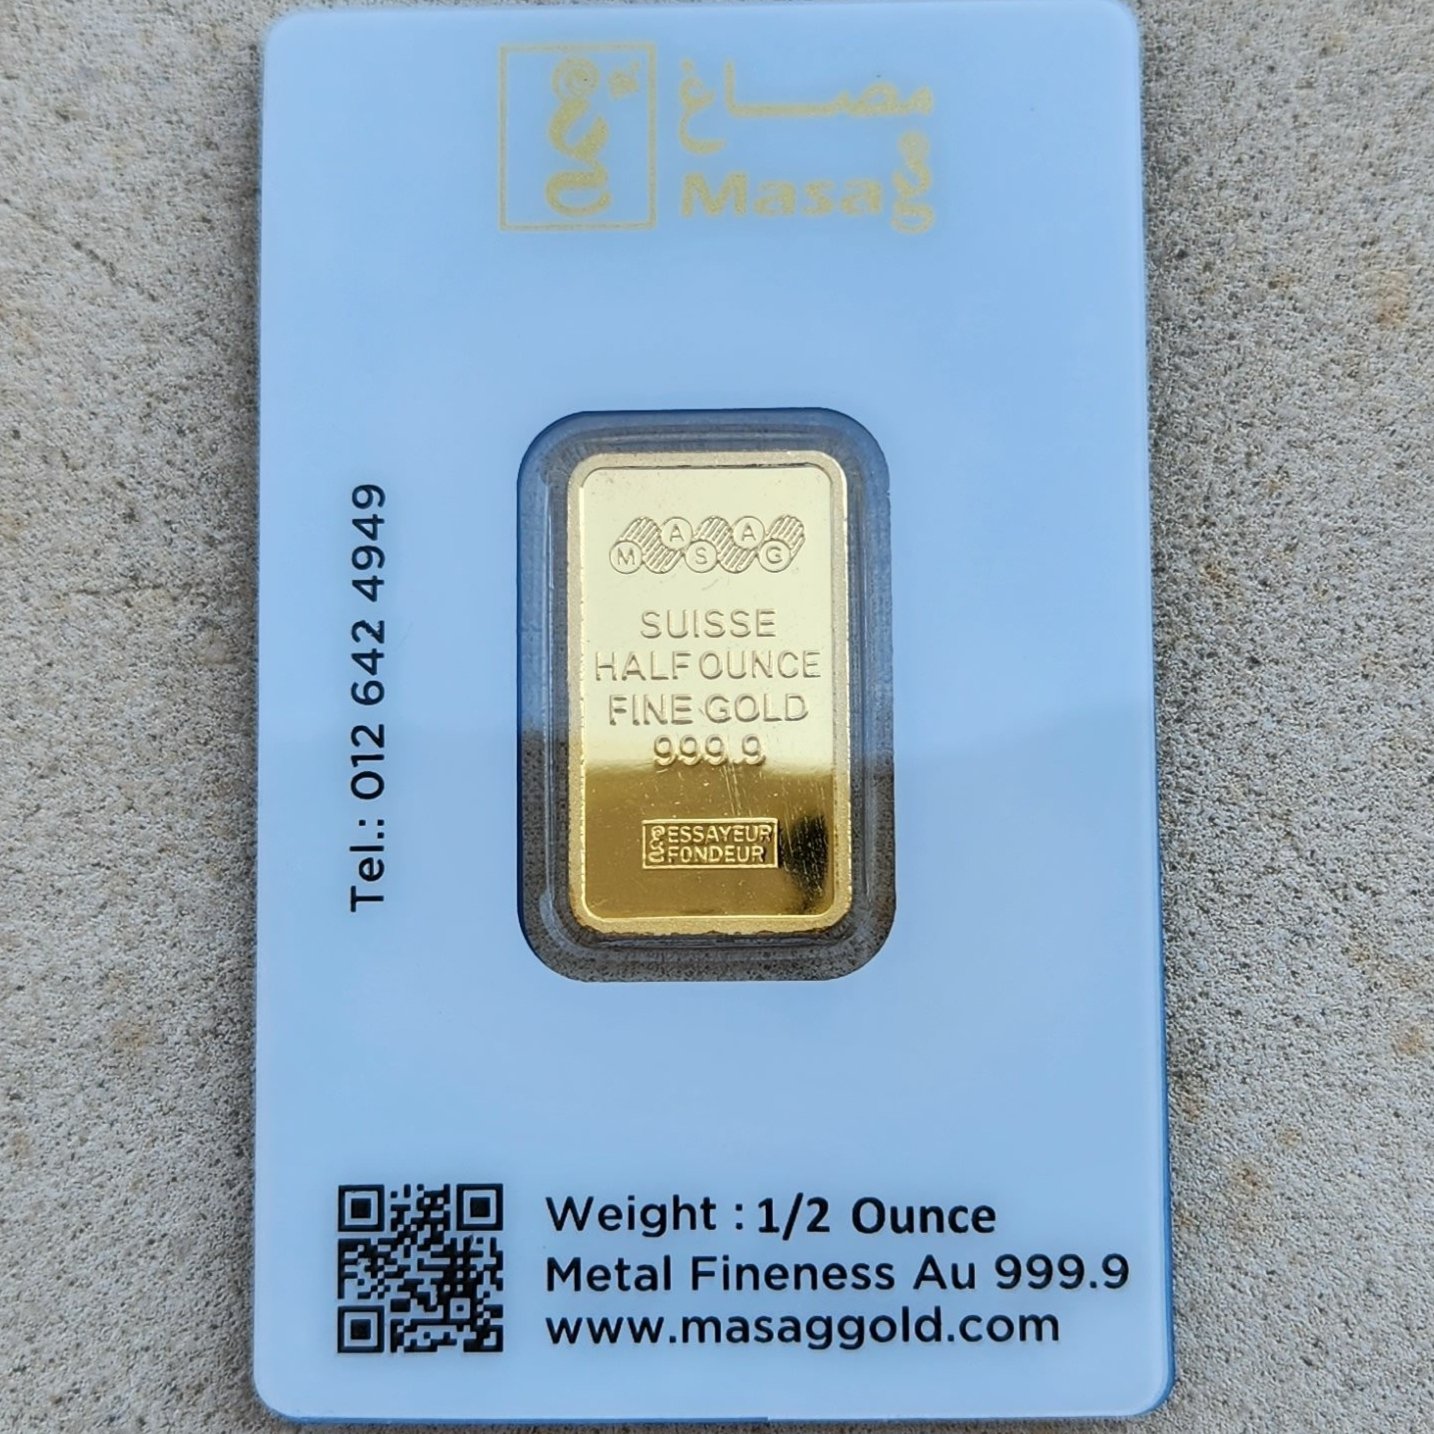 مصاغ
Masag
MASAG
SUISSE
HALF OUNCE
FINE GOLD
999.9
ESSAYEUR
FONDEUR
Tel.: 012 642 4949
Weight : 1/2 Ounce
Metal Fineness Au 999.9
www.masaggold.com